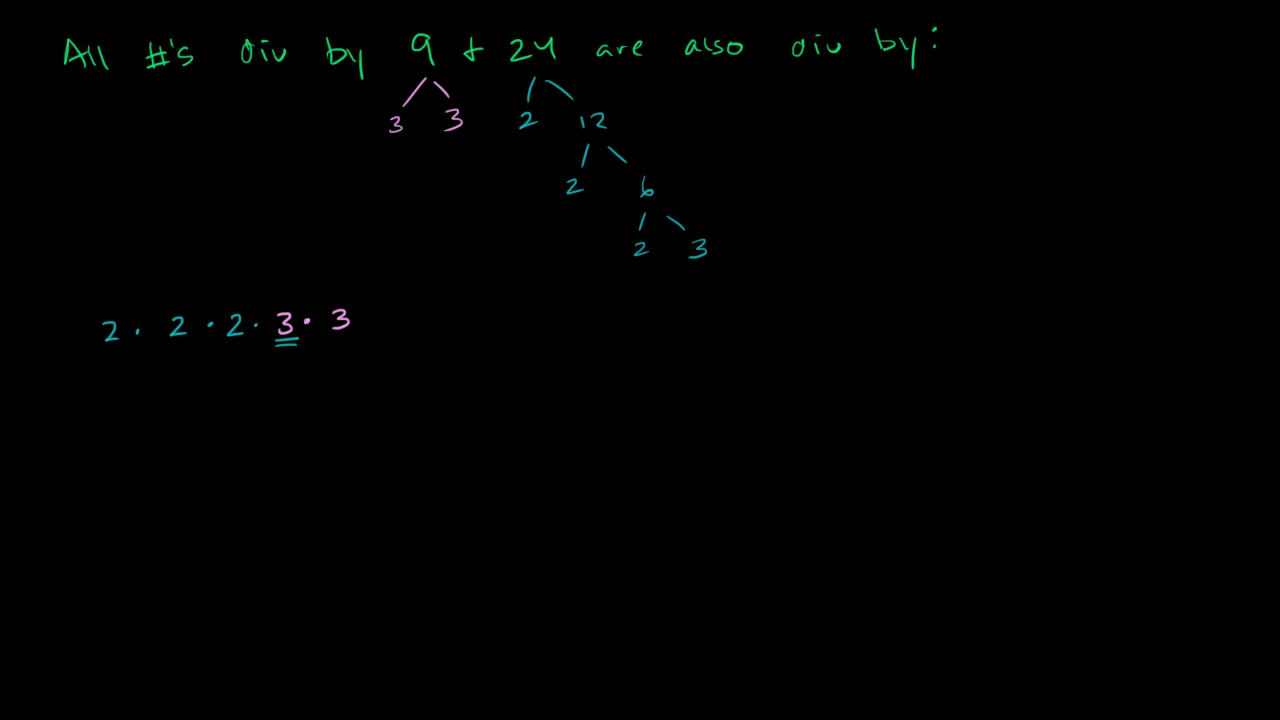 All #'s div by 9 + 24 are also div by:
3 3 2 12
2 6
2 3
2 · 2 · 2 · 3 · 3